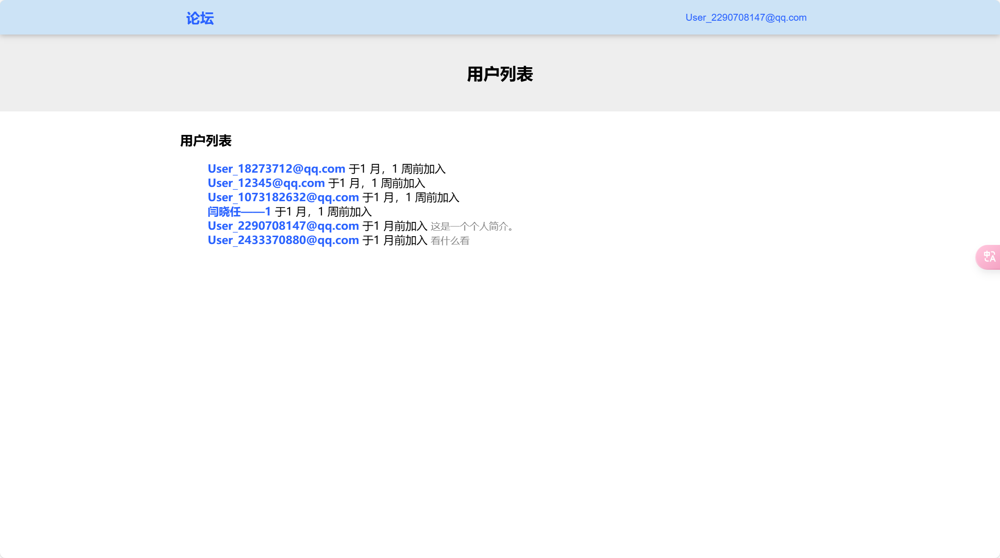 论坛
User_2290708147@qq.com
用户列表
用户列表
User_18273712@qq.com 于1 月，1 周前加入
User_12345@qq.com 于1 月，1 周前加入
User_1073182632@qq.com 于1 月，1 周前加入
闫晓任——1 于1 月，1 周前加入
User_2290708147@qq.com 于1 月前加入 这是一个个人简介。
User_2433370880@qq.com 于1 月前加入 看什么看
中A